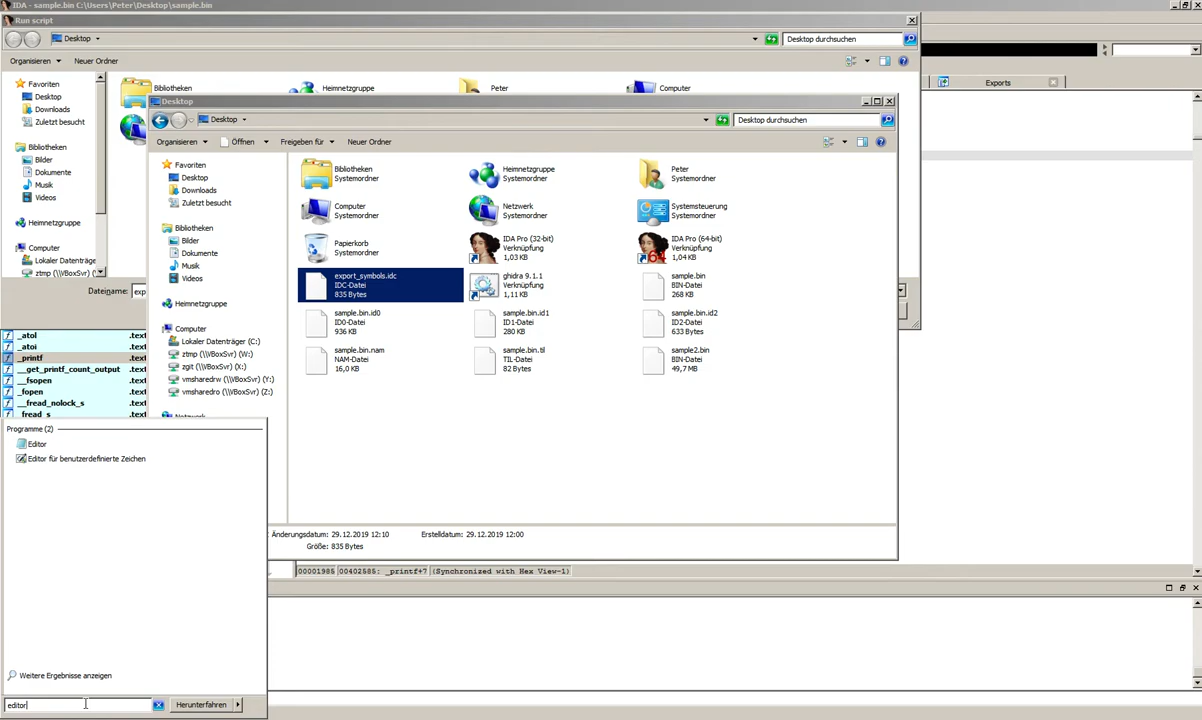 IDA - sample.bin C:\Users\Peter\Desktop\sample.bin
Run script
Desktop
Desktop durchsuchen
Organisieren
Neuer Ordner
Favoriten
Desktop
Downloads
Zuletzt besucht
Bibliotheken
Bilder
Dokumente
Musik
Videos
Heimnetzgruppe
Computer
Lokaler Datenträge
ztmp (\\VBoxSvr) (
Bibliotheken
Heimnetzgruppe
Peter
Computer
Dateiname:
exp
Exports
Desktop
Desktop
Desktop durchsuchen
Organisieren
Öffnen
Freigeben für
Neuer Ordner
Favoriten
Desktop
Downloads
Zuletzt besucht
Bibliotheken
Bilder
Dokumente
Musik
Videos
Heimnetzgruppe
Computer
Lokaler Datenträger (C:)
ztmp (\\VBoxSvr) (W:)
zgit (\\VBoxSvr) (X:)
vmsharedrw (\\VBoxSvr) (Y:)
vmsharedro (\\VBoxSvr) (Z:)
Netzwerk
Bibliotheken
Systemordner
Heimnetzgruppe
Systemordner
Peter
Systemordner
Computer
Systemordner
Netzwerk
Systemordner
Systemsteuerung
Systemordner
Papierkorb
Systemordner
IDA Pro (32-bit)
Verknüpfung
1,03 KB
IDA Pro (64-bit)
Verknüpfung
1,04 KB
64
export_symbols.idc
IDC-Datei
835 Bytes
ghidra 9.1.1
Verknüpfung
1,11 KB
sample.bin
BIN-Datei
268 KB
sample.bin.id0
ID0-Datei
936 KB
sample.bin.id1
ID1-Datei
280 KB
sample.bin.id2
ID2-Datei
633 Bytes
sample.bin.nam
NAM-Datei
16,0 KB
sample.bin.til
TIL-Datei
82 Bytes
sample2.bin
BIN-Datei
49,7 MB
Änderungsdatum: 29.12.2019 12:10
Erstelldatum: 29.12.2019 12:00
Größe: 835 Bytes
_atol .text
_atoi .text
_printf .text
__get_printf_count_output .text
__fsopen .text
_fopen .text
__fread_nolock_s .text
_fread_s .text
Programme (2)
Editor
Editor für benutzerdefinierte Zeichen
Weitere Ergebnisse anzeigen
editor
Herunterfahren
00001985 00402585: _printf+7 (Synchronized with Hex View-1)